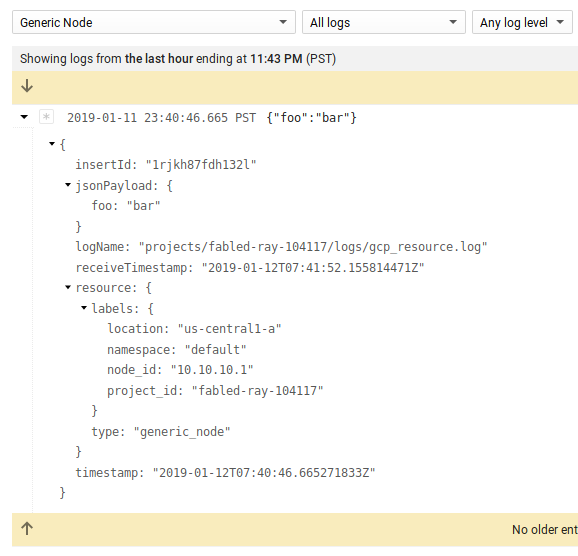 Generic Node All logs Any log level
Showing logs from the last hour ending at 11:43 PM (PST)
* 2019-01-11 23:40:46.665 PST {"foo":"bar"}
{
insertId: "1rjkh87fdh132l"
jsonPayload: {
foo: "bar"
}
logName: "projects/fabled-ray-104117/logs/gcp_resource.log"
receiveTimestamp: "2019-01-12T07:41:52.155814471Z"
resource: {
labels: {
location: "us-central1-a"
namespace: "default"
node_id: "10.10.10.1"
project_id: "fabled-ray-104117"
}
type: "generic_node"
}
timestamp: "2019-01-12T07:40:46.665271833Z"
}
No older ent